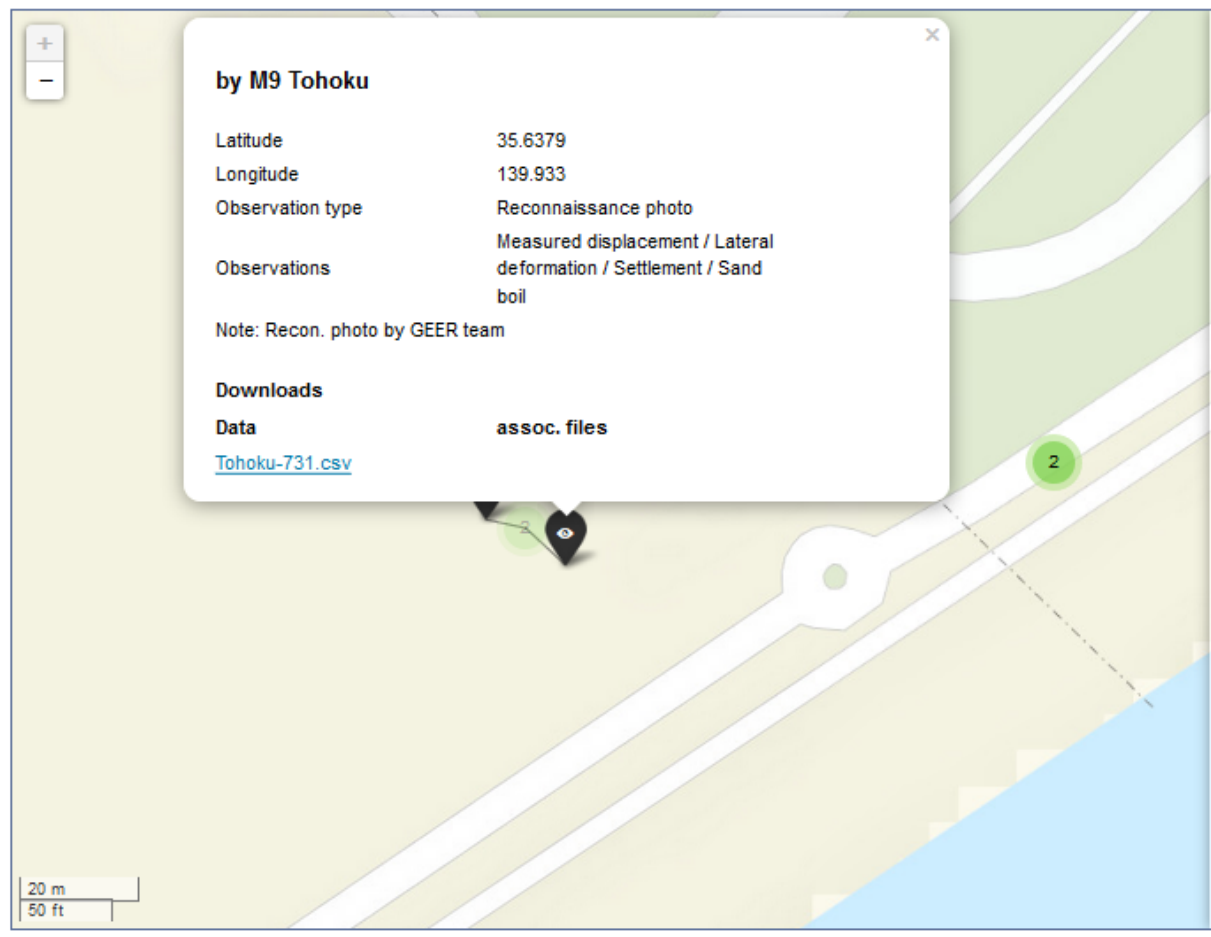 +
−
×
by M9 Tohoku
Latitude 35.6379
Longitude 139.933
Observation type Reconnaissance photo
Observations Measured displacement / Lateral
deformation / Settlement / Sand
boil
Note: Recon. photo by GEER team
Downloads
Data assoc. files
Tohoku-731.csv
2
2
20 m
50 ft